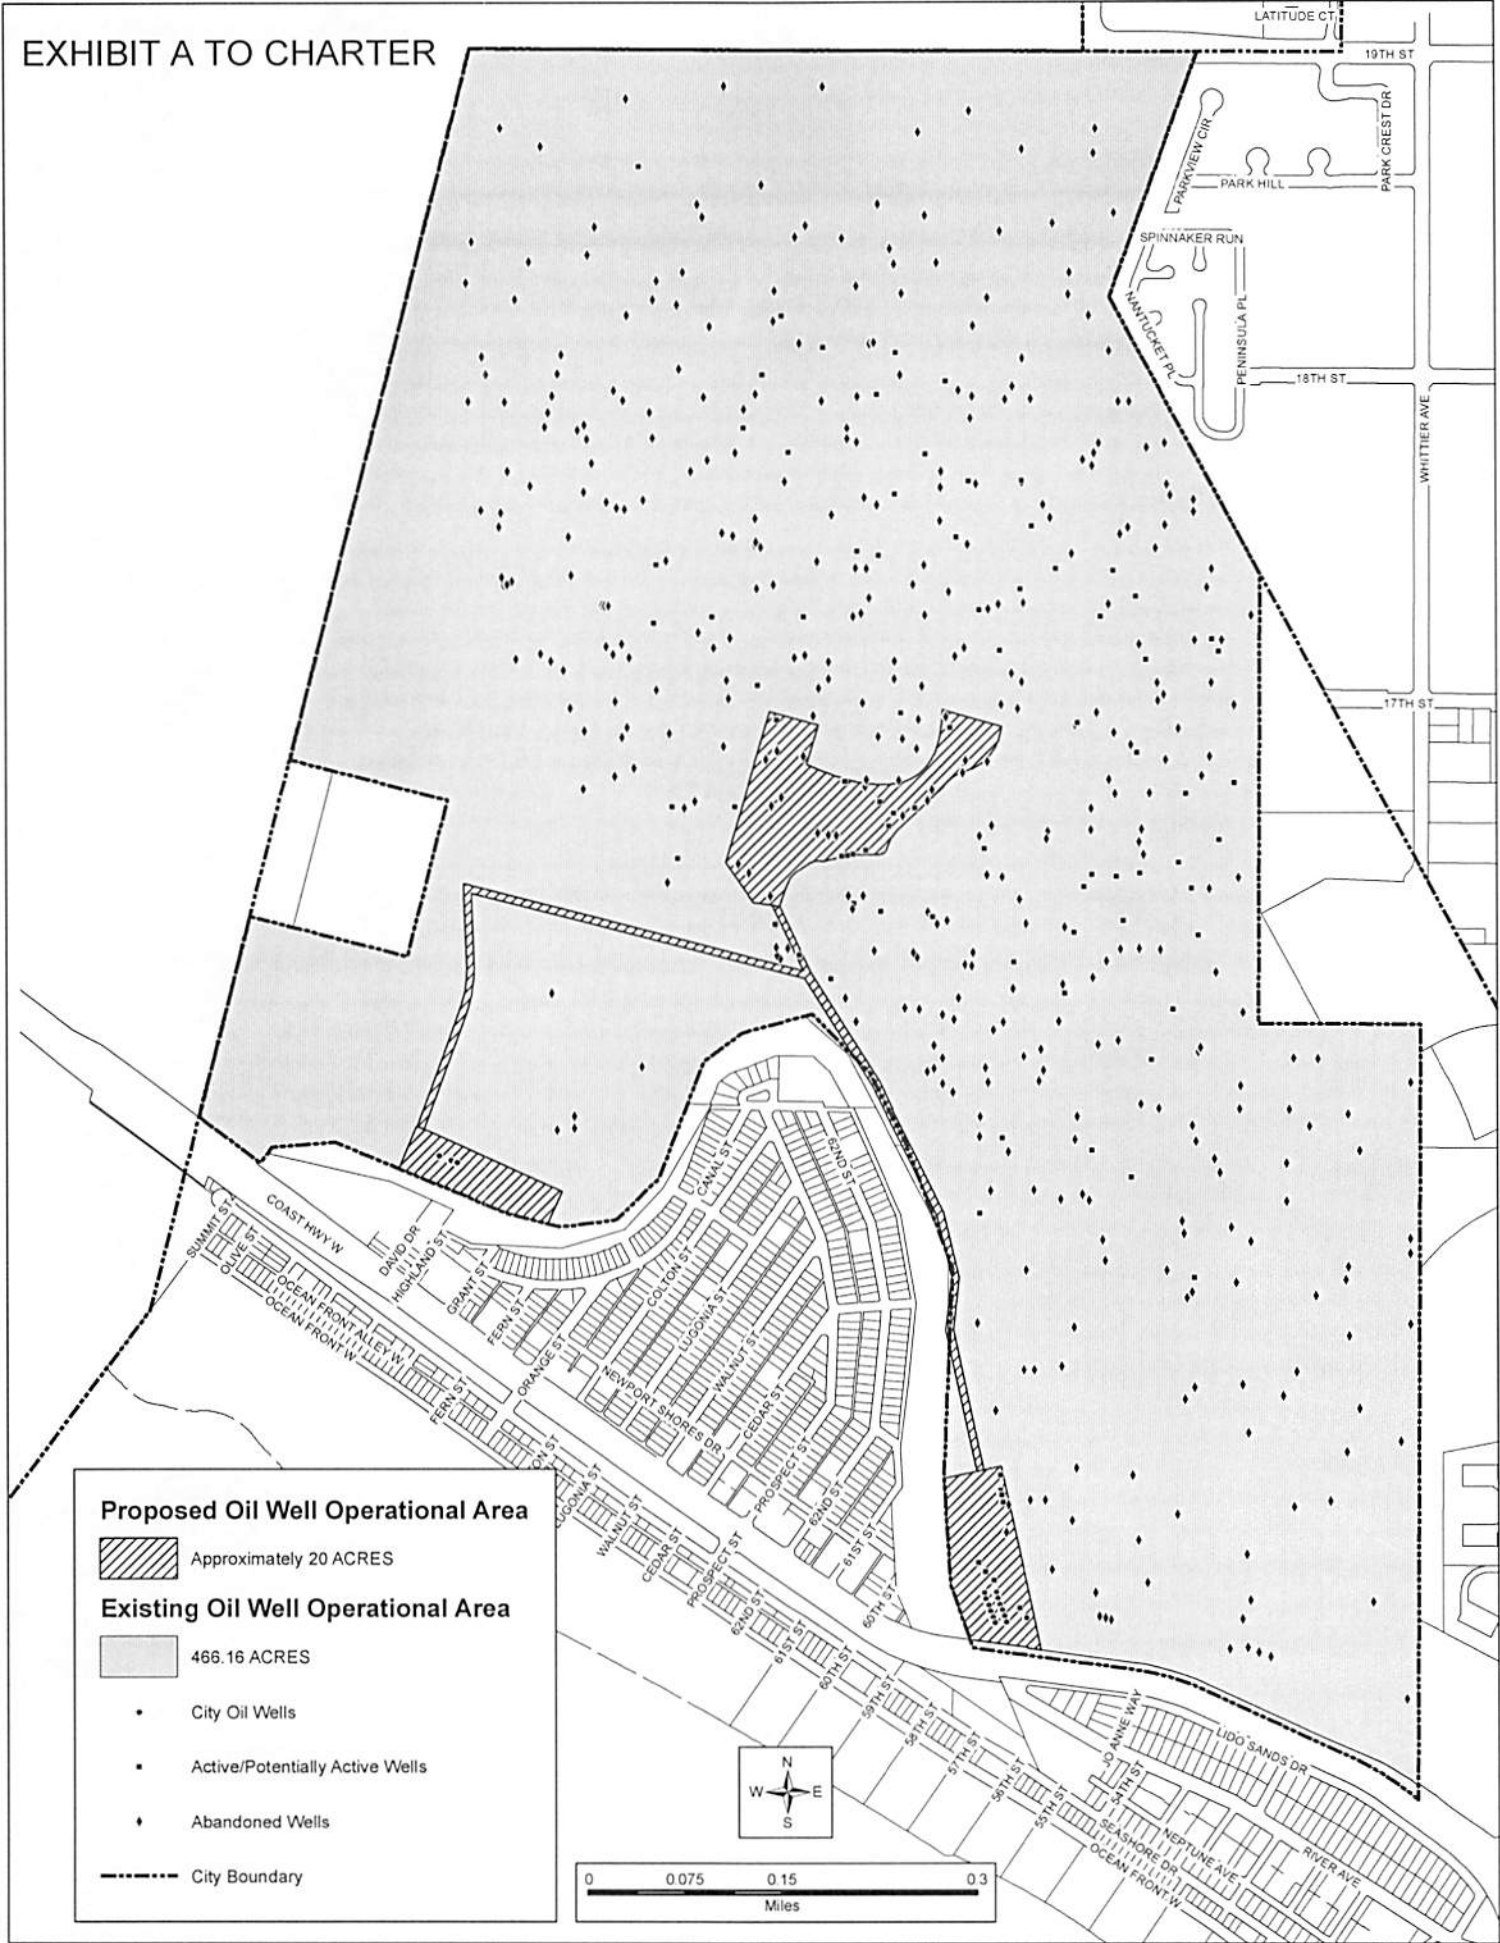 EXHIBIT A TO CHARTER
LATITUDE CT
19TH ST
PARK CREST DR
PARKVIEW CIR
PARK HILL
SPINNAKER RUN
NANTUCKET PL
PENINSULA PL
18TH ST
WHITTIER AVE
17TH ST
62ND ST
CANAL ST
SUMMIT ST
OLIVE ST
COAST HWY W
DAVID DR
HIGHLAND ST
GRANT ST
FERN ST
COLTON ST
LUGONIA ST
WALNUT ST
OCEAN FRONT ALLEY W
OCEAN FRONT W
ORANGE ST
NEWPORT SHORES DR
CEDAR ST
FERN ST
PROSPECT ST
62ND ST
61ST ST
60TH ST
ON ST
UGONIA ST
WALNUT ST
CEDAR ST
PROSPECT ST
62ND ST
61ST ST
60TH ST
59TH ST
58TH ST
57TH ST
56TH ST
55TH ST
54TH ST
JO ANNE WAY
LIDO SANDS DR
SEASHORE DR
NEPTUNE AVE
OCEAN FRONT W
RIVER AVE
Proposed Oil Well Operational Area
Approximately 20 ACRES
Existing Oil Well Operational Area
466.16 ACRES
City Oil Wells
Active/Potentially Active Wells
Abandoned Wells
City Boundary
N
W E
S
0 0.075 0.15 0.3
Miles